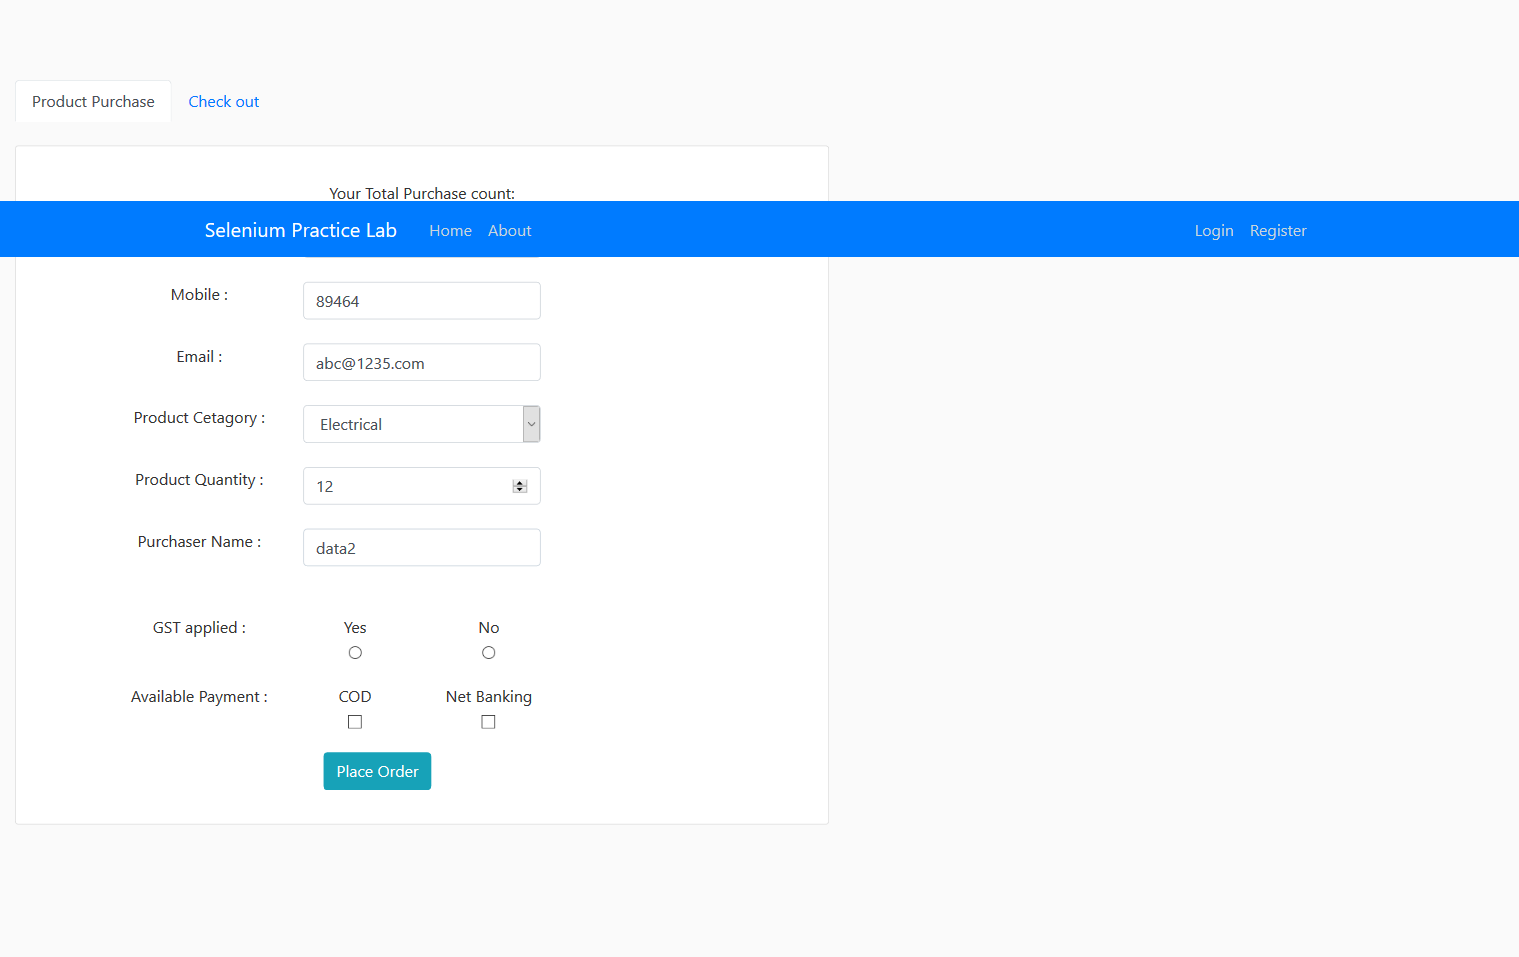 Product Purchase Check out
Your Total Purchase count:
Selenium Practice Lab Home About Login Register
Mobile : 89464
Email : abc@1235.com
Product Cetagory : Electrical
Product Quantity : 12
Purchaser Name : data2
GST applied : Yes No
Available Payment : COD Net Banking
Place Order